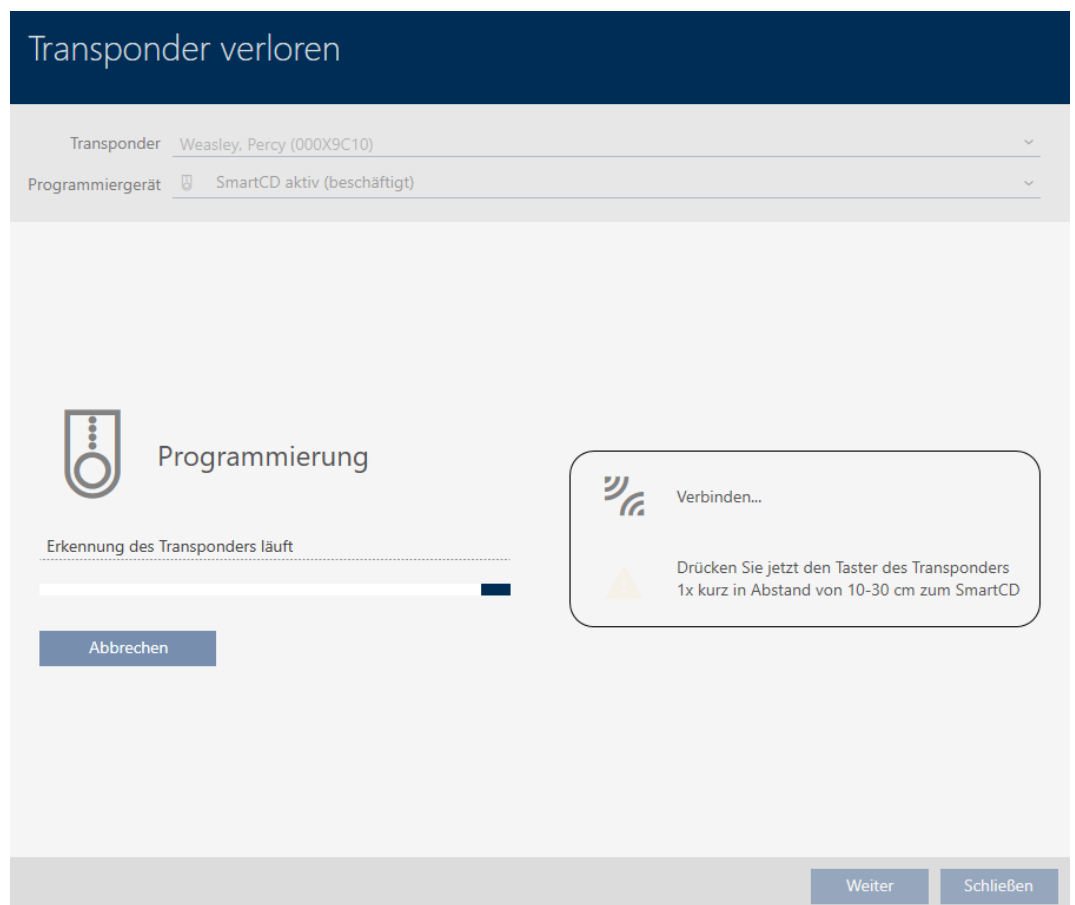 Transponder verloren
Transponder Weasley, Percy (000X9C10)
Programmiergerät SmartCD aktiv (beschäftigt)
Programmierung
Erkennung des Transponders läuft
Abbrechen
Verbinden...
Drücken Sie jetzt den Taster des Transponders
1x kurz in Abstand von 10-30 cm zum SmartCD
Weiter Schließen